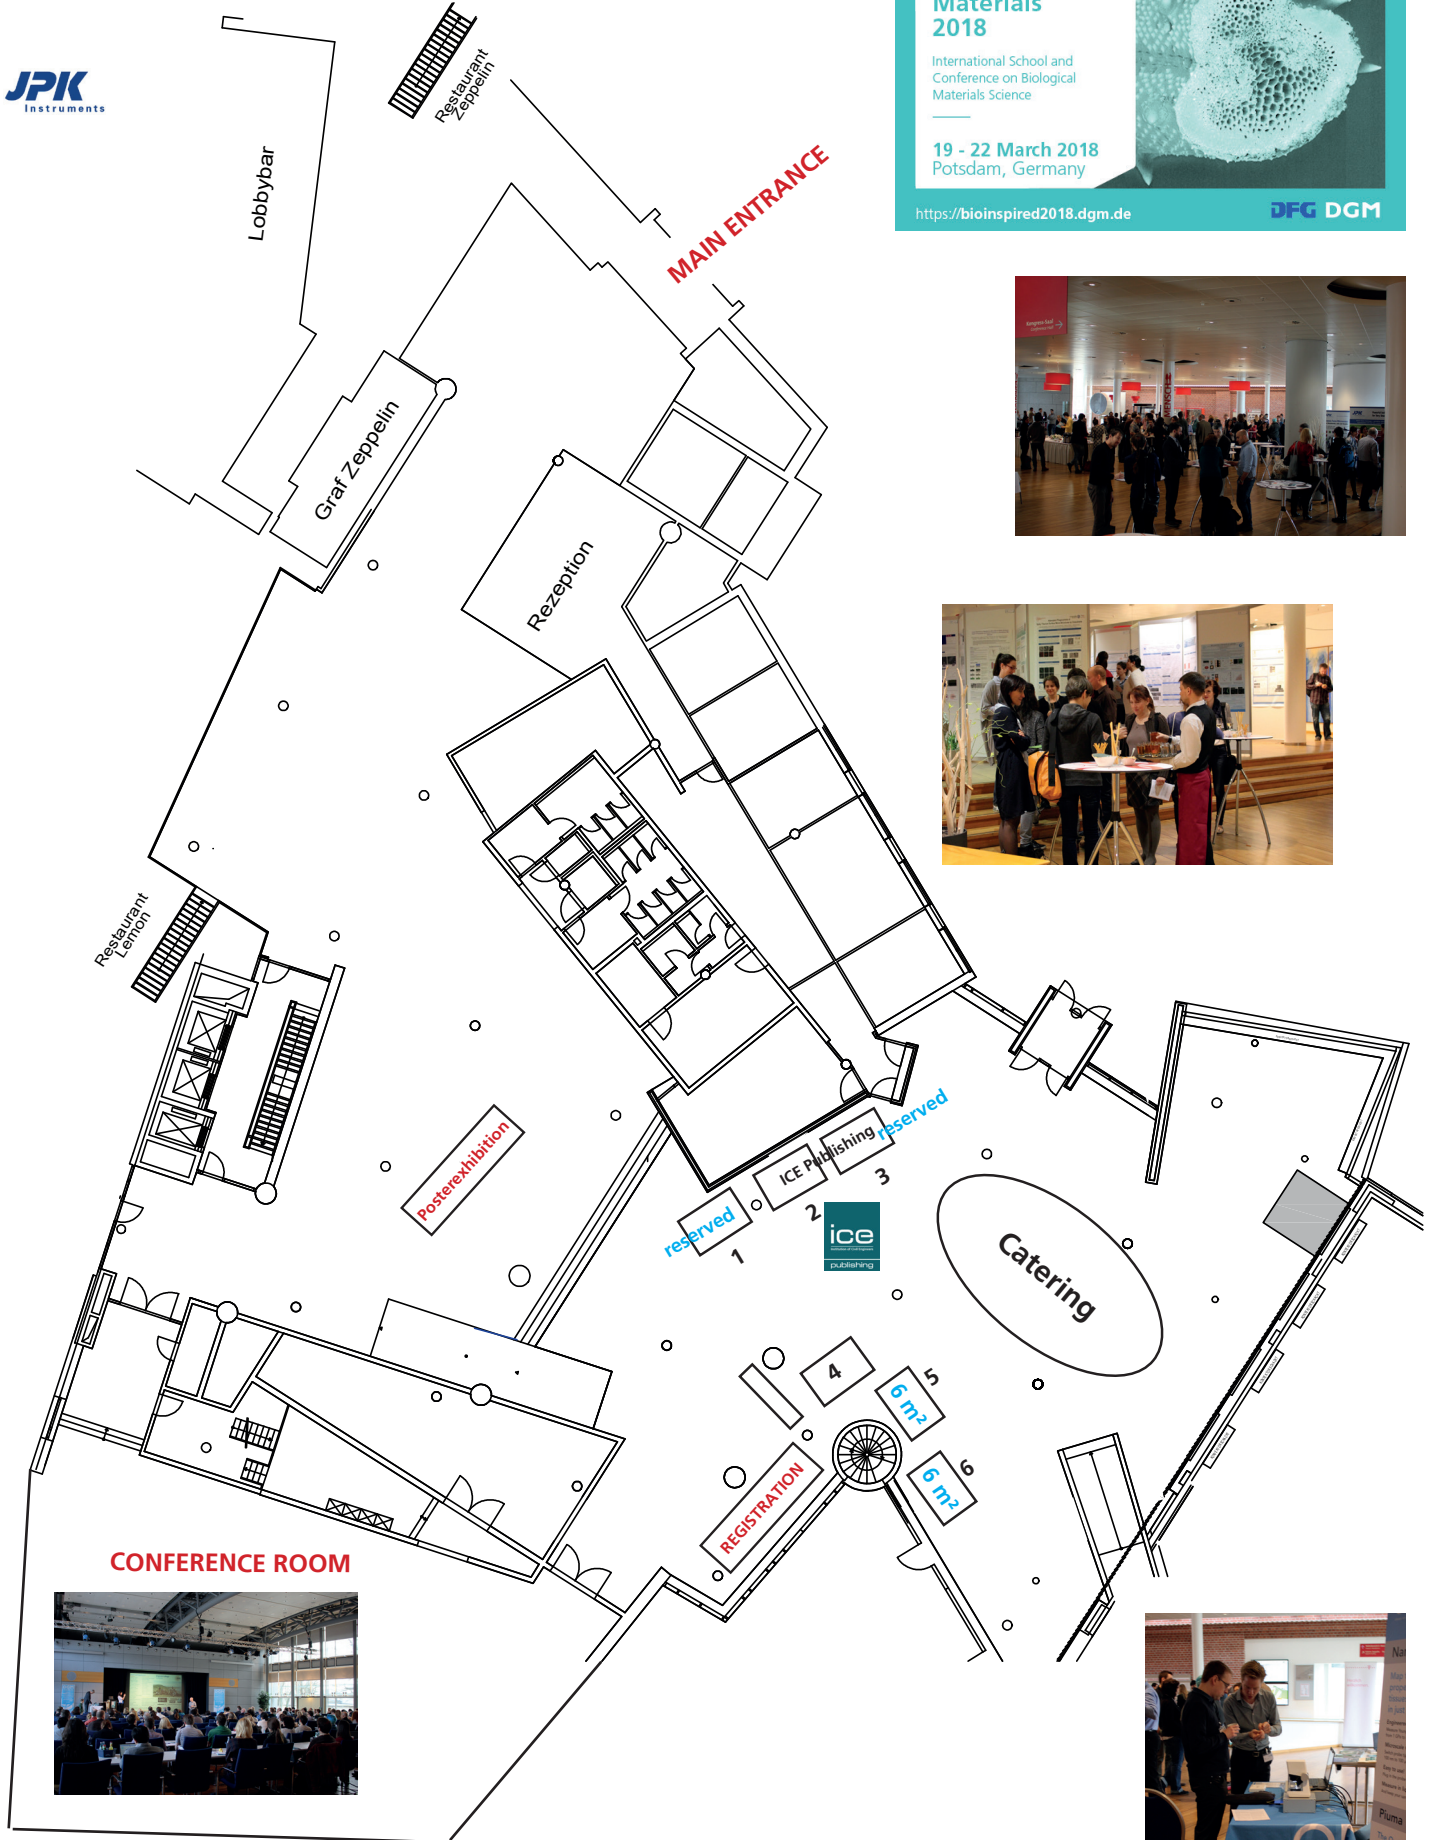 Materials
2018
International School and
Conference on Biological
Materials Science
19 - 22 March 2018
Potsdam, Germany
https://bioinspired2018.dgm.de
DFG DGM
JPK
Instruments
Restaurant
Zeppelin
Lobbybar
MAIN ENTRANCE
Graf Zeppelin
Rezeption
Restaurant
Lemon
Posterexhibition
reserved
1
ICE Publishing
2
reserved
3
ice
publishing
Catering
4
5
6 m²
6
6 m²
REGISTRATION
CONFERENCE ROOM
MENSCH